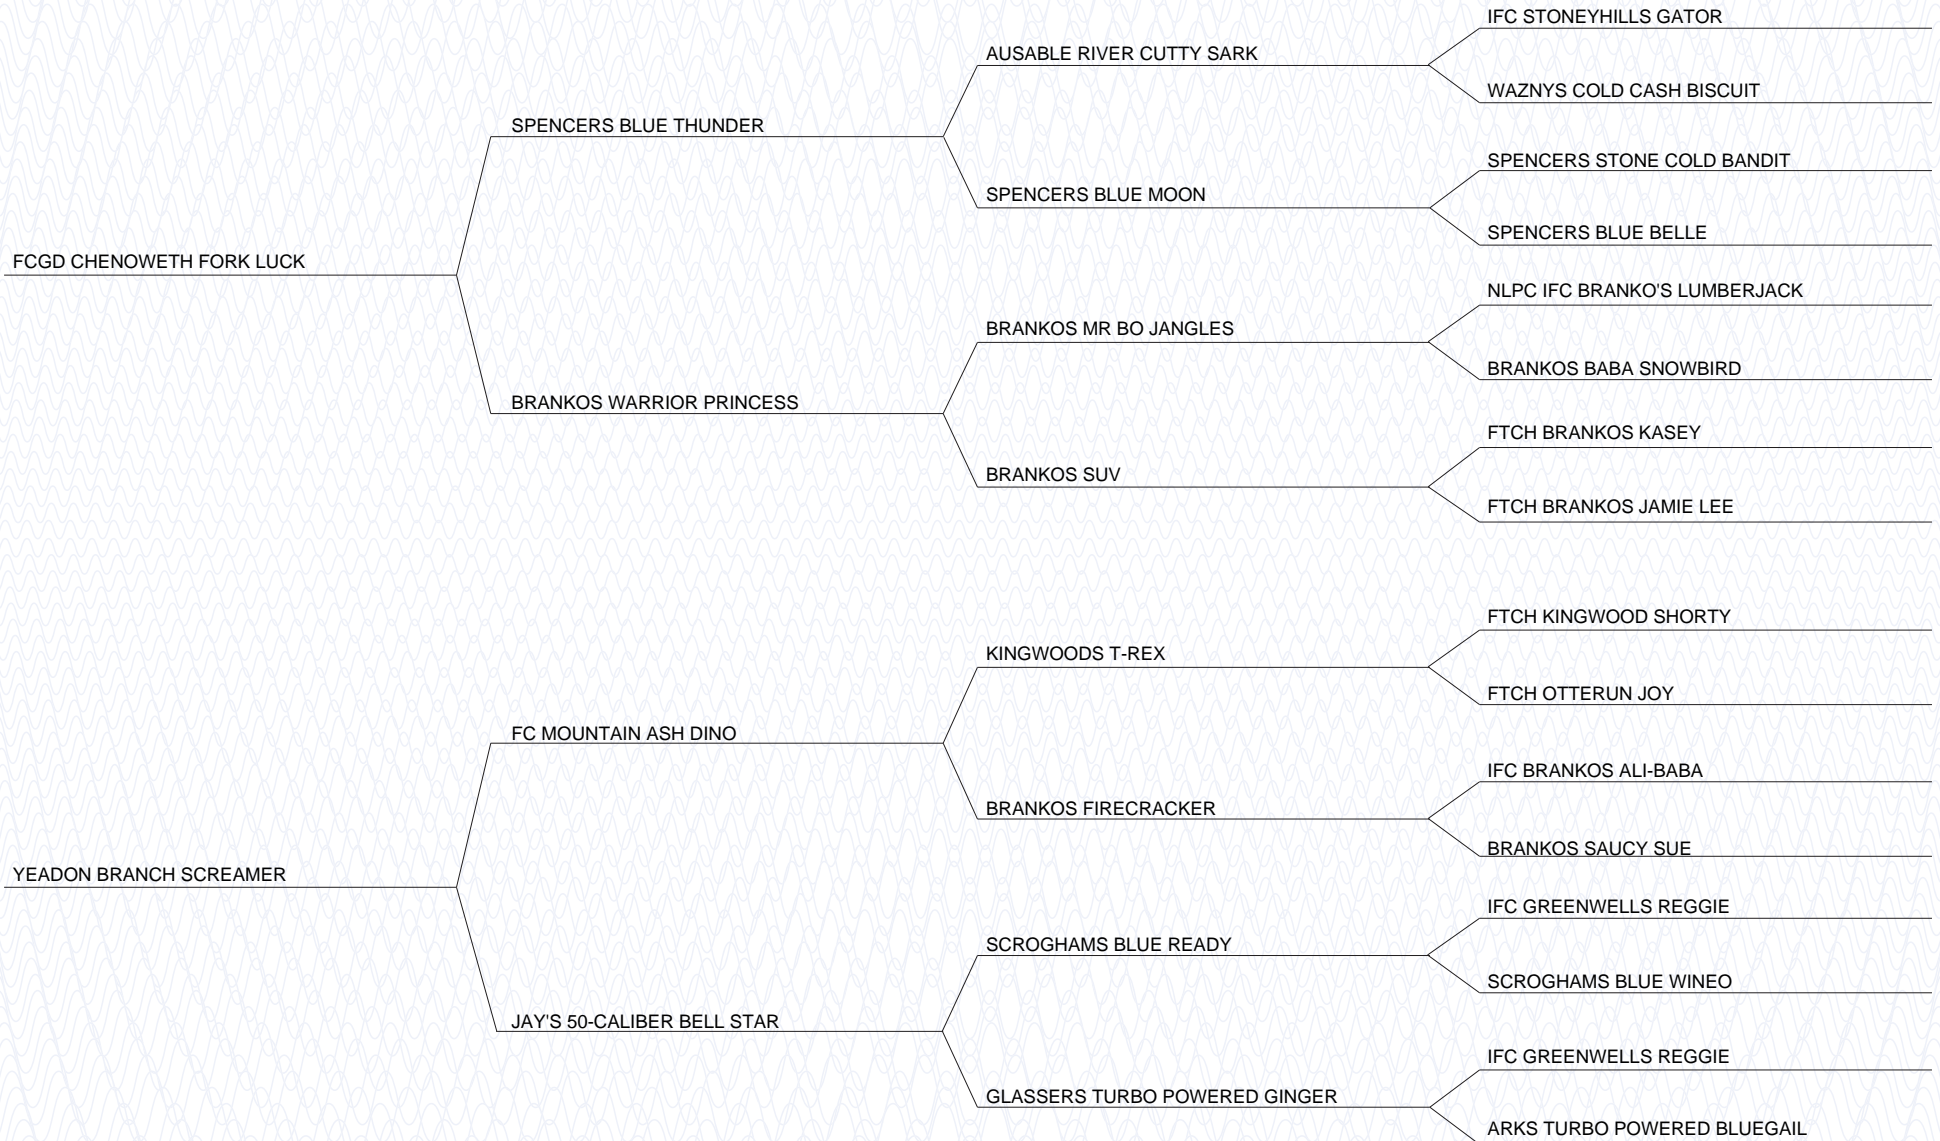 IFC STONEYHILLS GATOR
AUSABLE RIVER CUTTY SARK
WAZNYS COLD CASH BISCUIT
SPENCERS BLUE THUNDER
SPENCERS STONE COLD BANDIT
SPENCERS BLUE MOON
SPENCERS BLUE BELLE
FCGD CHENOWETH FORK LUCK
NLPC IFC BRANKO'S LUMBERJACK
BRANKOS MR BO JANGLES
BRANKOS BABA SNOWBIRD
BRANKOS WARRIOR PRINCESS
FTCH BRANKOS KASEY
BRANKOS SUV
FTCH BRANKOS JAMIE LEE
FTCH KINGWOOD SHORTY
KINGWOODS T-REX
FTCH OTTERUN JOY
FC MOUNTAIN ASH DINO
IFC BRANKOS ALI-BABA
BRANKOS FIRECRACKER
BRANKOS SAUCY SUE
YEADON BRANCH SCREAMER
IFC GREENWELLS REGGIE
SCROGHAMS BLUE READY
SCROGHAMS BLUE WINEO
JAY'S 50-CALIBER BELL STAR
IFC GREENWELLS REGGIE
GLASSERS TURBO POWERED GINGER
ARKS TURBO POWERED BLUEGAIL